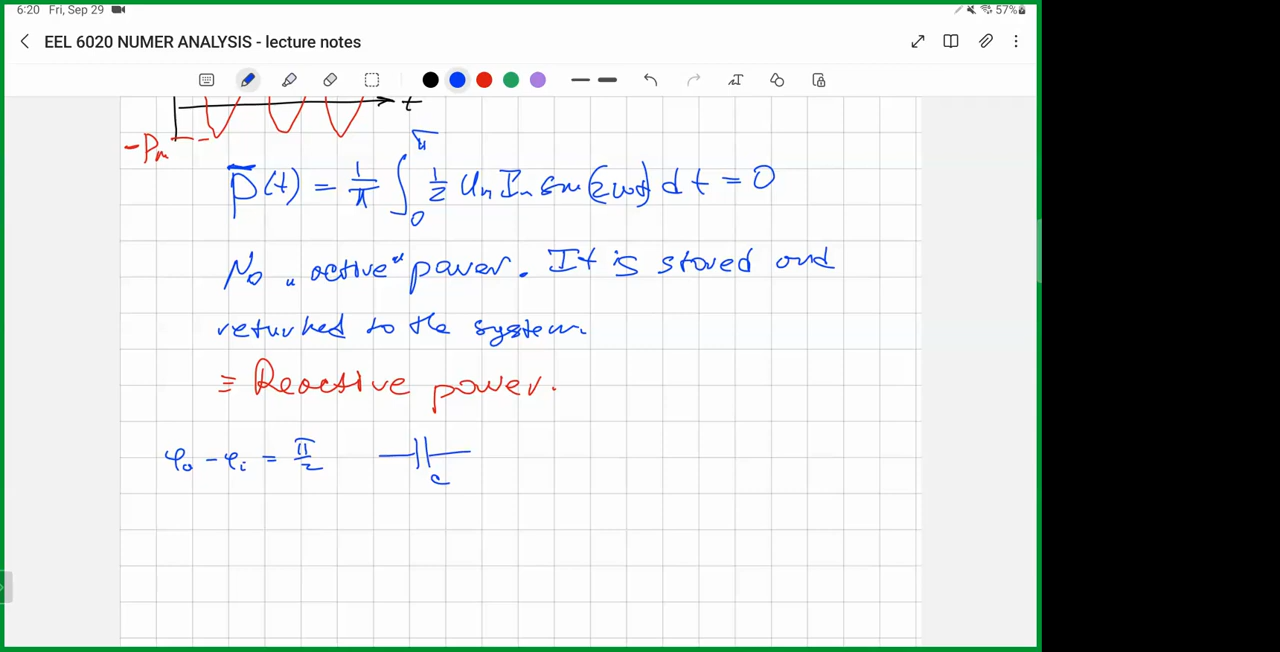 6:20 Fri, Sep 29 57%
EEL 6020 NUMER ANALYSIS - lecture notes
t
-Pm
P̅(t) = 1/π ∫₀^π 1/2 Um Im sin(2ωt) dt = 0
No „active" power. It is stored and
returned to the system.
≡ Reactive power.
φ₀ - φᵢ = π/2
C